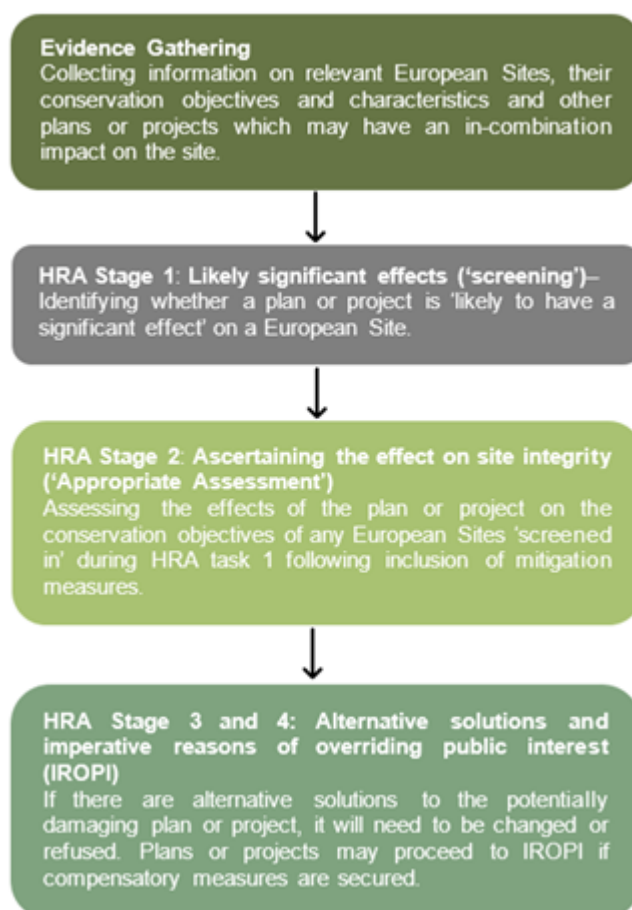 Evidence Gathering
Collecting information on relevant European Sites, their
conservation objectives and characteristics and other
plans or projects which may have an in-combination
impact on the site.
HRA Stage 1: Likely significant effects (‘screening’)–
Identifying whether a plan or project is ‘likely to have a
significant effect’ on a European Site.
HRA Stage 2: Ascertaining the effect on site integrity
(‘Appropriate Assessment’)
Assessing the effects of the plan or project on the
conservation objectives of any European Sites ‘screened
in’ during HRA task 1 following inclusion of mitigation
measures.
HRA Stage 3 and 4: Alternative solutions and
imperative reasons of overriding public interest
(IROPI)
If there are alternative solutions to the potentially
damaging plan or project, it will need to be changed or
refused. Plans or projects may proceed to IROPI if
compensatory measures are secured.